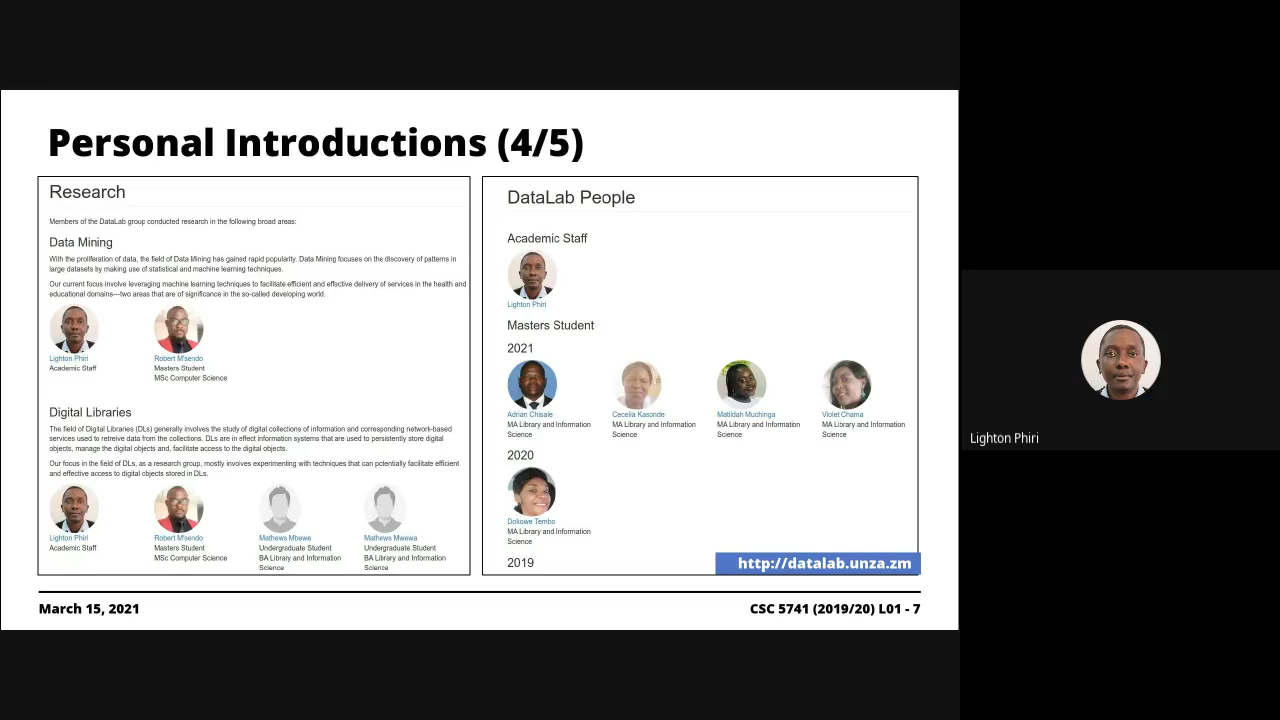 Personal Introductions (4/5)
Research
Members of the DataLab group conducted research in the following broad areas:
Data Mining
With the proliferation of data, the field of Data Mining has gained rapid popularity. Data Mining focuses on the discovery of patterns in
large datasets by making use of statistical and machine learning techniques.
Our current focus involve leveraging machine learning techniques to facilitate efficient and effective delivery of services in the health and
educational domains---two areas that are of significance in the so-called developing world.
Lighton Phiri
Academic Staff
Robert M'sendo
Masters Student
MSc Computer Science
Digital Libraries
The field of Digital Libraries (DLs) generally involves the study of digital collections of information and corresponding network-based
services used to retreive data from the collections. DLs are in effect information systems that are used to persistently store digital
objects, manage the digital objects and, facilitate access to the digital objects.
Our focus in the field of DLs, as a research group, mostly involves experimenting with techniques that can potentially facilitate efficient
and effective access to digital objects stored in DLs.
Lighton Phiri
Academic Staff
Robert M'sendo
Masters Student
MSc Computer Science
Mathews Mbewe
Undergraduate Student
BA Library and Information
Science
Mathews Mwewa
Undergraduate Student
BA Library and Information
Science
DataLab People
Academic Staff
Lighton Phiri
Masters Student
2021
Adrian Chisale
MA Library and Information
Science
Cecelia Kasonde
MA Library and Information
Science
Matildah Muchinga
MA Library and Information
Science
Violet Chama
MA Library and Information
Science
2020
Dokowe Tembo
MA Library and Information
Science
2019
http://datalab.unza.zm
March 15, 2021
CSC 5741 (2019/20) L01 - 7
Lighton Phiri